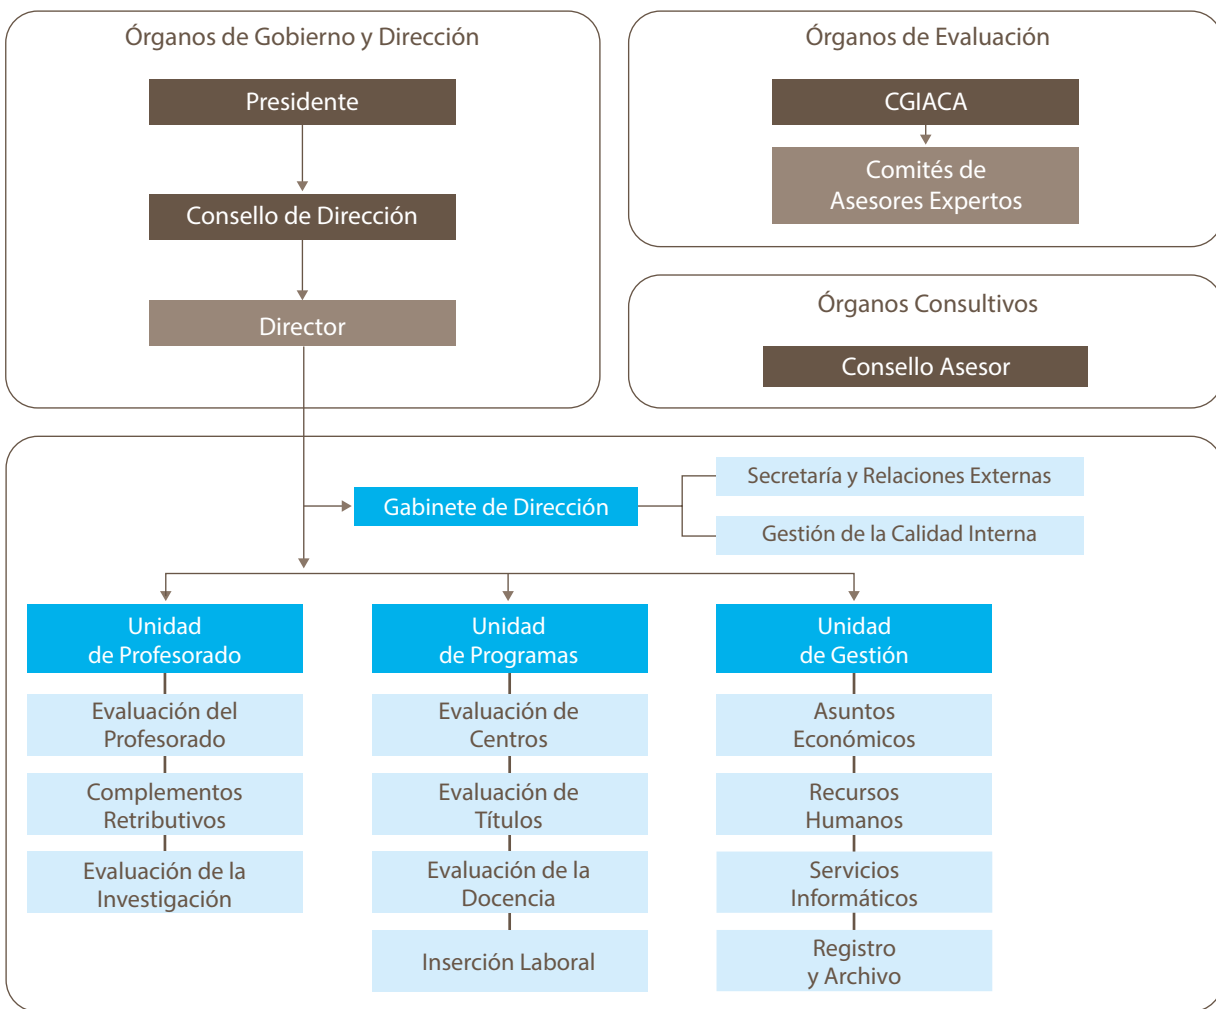 Órganos de Gobierno y Dirección
Presidente
Consello de Dirección
Director
Órganos de Evaluación
CGIACA
Comités de
Asesores Expertos
Órganos Consultivos
Consello Asesor
Gabinete de Dirección
Secretaría y Relaciones Externas
Gestión de la Calidad Interna
Unidad
de Profesorado
Evaluación del
Profesorado
Complementos
Retributivos
Evaluación de la
Investigación
Unidad
de Programas
Evaluación de
Centros
Evaluación de
Títulos
Evaluación de la
Docencia
Inserción Laboral
Unidad
de Gestión
Asuntos
Económicos
Recursos
Humanos
Servicios
Informáticos
Registro
y Archivo